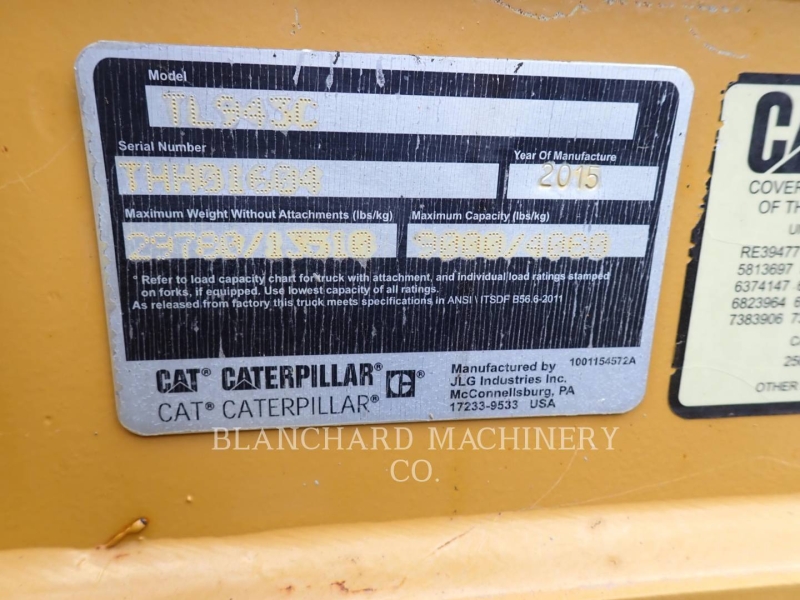 Model
TL943C
Serial Number
THH01604
Year Of Manufacture
2015
Maximum Weight Without Attachments (lbs/kg)
Maximum Capacity (lbs/kg)
29780/13510
9000/4080
* Refer to load capacity chart for truck with attachment, and individual load ratings stamped
on forks, if equipped. Use lowest capacity of all ratings.
As released from factory this truck meets specifications in ANSI \ ITSDF B56.6-2011
CAT® CATERPILLAR® ®
CAT® CATERPILLAR®
Manufactured by
JLG Industries Inc.
McConnellsburg, PA
17233-9533 USA
1001154572A
OF TH
RE39477
5813697
6374147
6823964
7383906
OTHER
BLANCHARD MACHINERY
CO.